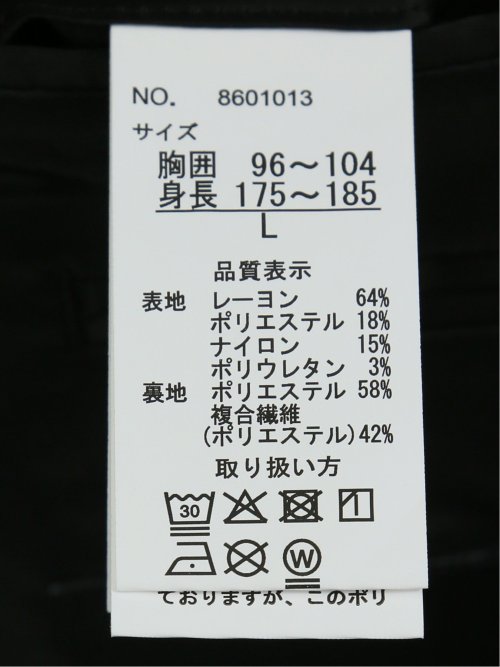 NO. 8601013
サイズ
胸囲 96～104
身長 175～185
L
品質表示
表地 レーヨン 64%
ポリエステル 18%
ナイロン 15%
ポリウレタン 3%
裏地 ポリエステル 58%
複合繊維
(ポリエステル) 42%
取り扱い方
30
W
ておりますが、このポリ